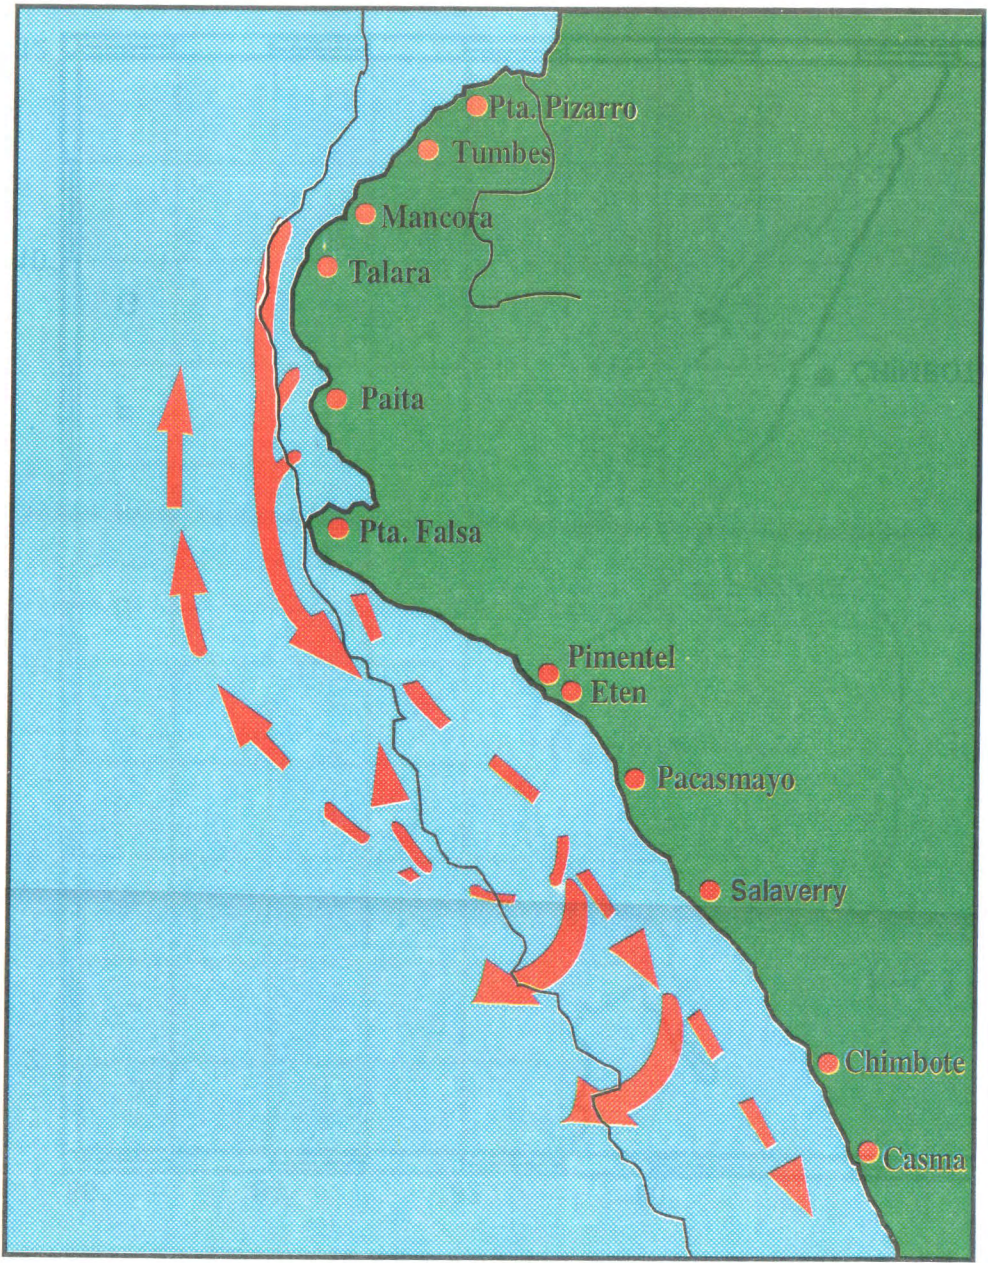 Pta. Pizarro
Tumbes
Mancora
Talara
Paita
Pta. Falsa
Pimentel
Eten
Pacasmayo
Salaverry
Chimbote
Casma